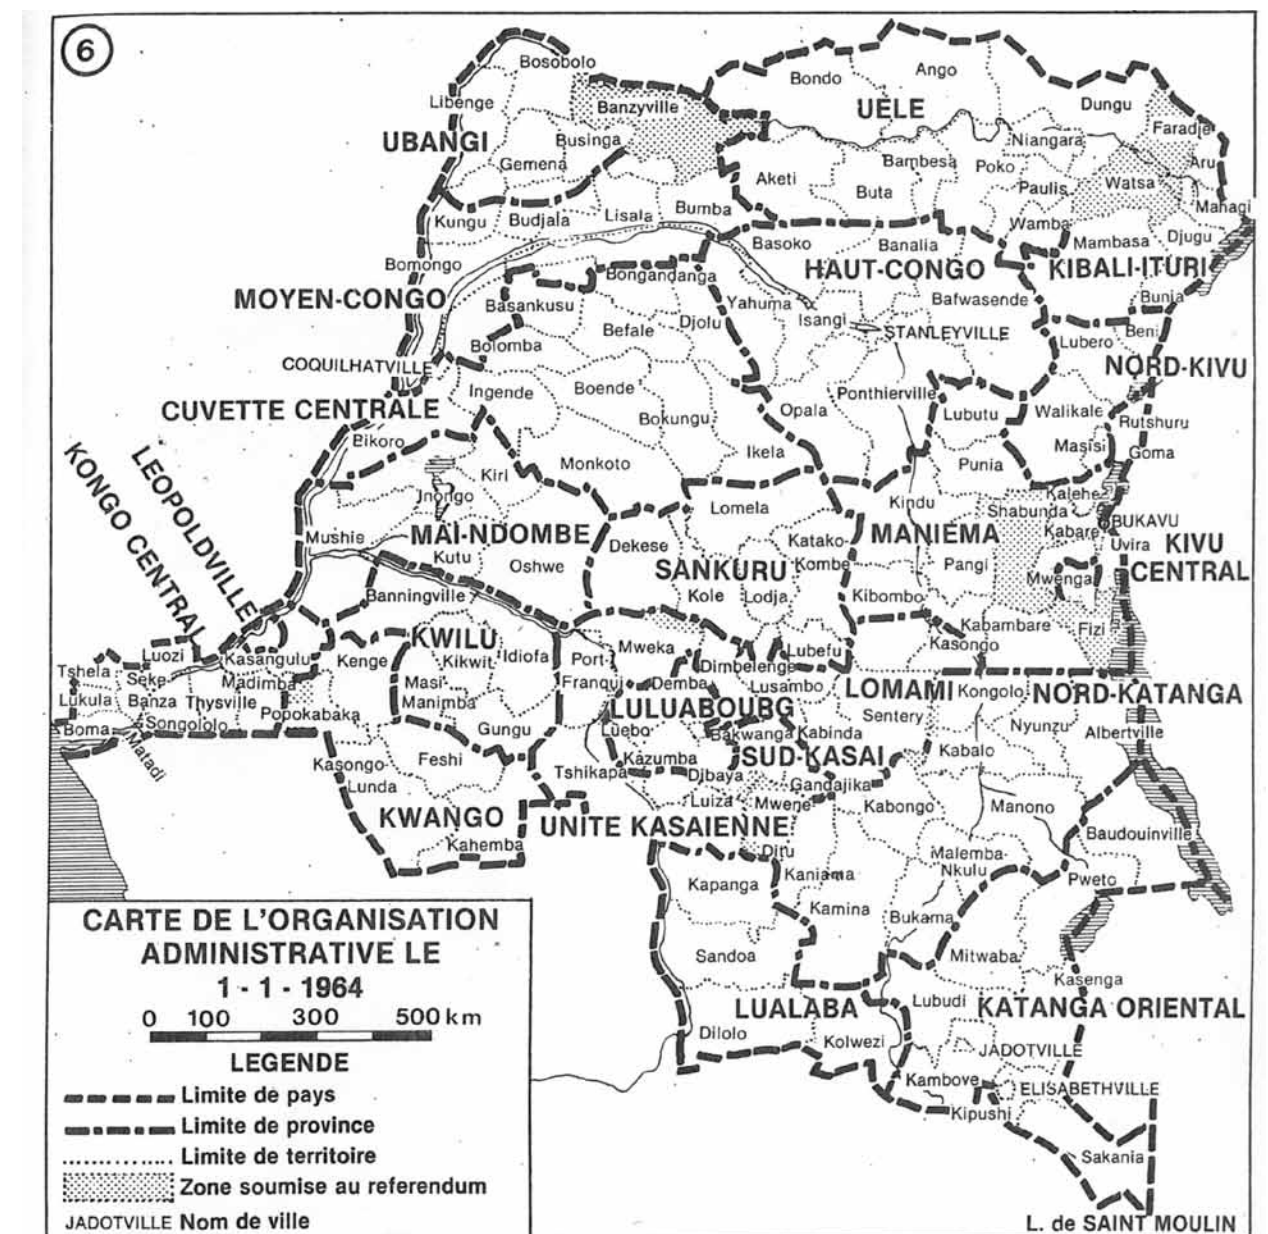 6
Bosobolo
Bondo
Ango
Libenge
Banzyville
UELE
Dungu
Faradje
UBANGI
Businga
Niangara
Gemena
Bambesa
Poko
Aru
Aketi
Buta
Paulis
Watsa
Mahagi
Kungu
Budjala
Lisala
Bumba
Wamba
Basoko
Banalia
Mambasa
Djugu
Bomongo
HAUT-CONGO
KIBALI-ITURI
Bongandanga
MOYEN-CONGO
Basankusu
Yahuma
Bafwasende
Bunia
Befale
Djolu
Isangi
STANLEYVILLE
Beni
Lubero
Bolomba
COQUILHATVILLE
NORD-KIVU
Ingende
Boende
Ponthierville
CUVETTE CENTRALE
Bokungu
Opala
Lubutu
Walikale
Rutshuru
Bikoro
Ikela
Masisi
Goma
KONGO CENTRAL
LEOPOLDVILLE
Kiri
Monkoto
Punia
Inongo
Lomela
Kindu
Shabunda
Kalehe
Mushie
MAI-NDOMBE
Dekese
Katako-
Kombe
MANIEMA
Kabare
BUKAVU
Uvira
KIVU
CENTRAL
Kutu
Oshwe
SANKURU
Pangi
Mwenga
Banningville
Kole
Lodja
Kibombo
Kabambare
Fizi
KWILU
Mweka
Kasongo
Luozi
Kasangulu
Kenge
Kikwit
Idiofa
Port-
Franqui
Dimbelenge
Lubefu
Tshela
Seke-
Banza
Madimba
Masi-
Manimba
Demba
Lusambo
LOMAMI
Kongolo
NORD-KATANGA
Lukula
Thysville
Popokabaka
LULUABOURG
Sentery
Nyunzu
Boma
Songololo
Gungu
Luebo
Bakwanga
Kabinda
Albertville
Matadi
Kasongo-
Lunda
Feshi
Tshikapa
Kazumba
Dibaya
SUD-KASAI
Kabalo
Luiza
Mwene-
Ditu
Gandajika
Kabongo
Manono
KWANGO
UNITE KASAIENNE
Baudouinville
Kahemba
Malemba-
Nkulu
Kapanga
Kaniama
Pweto
Kamina
Bukama
Sandoa
Mitwaba
Kasenga
LUALABA
Lubudi
KATANGA ORIENTAL
Dilolo
Kolwezi
JADOTVILLE
Kambove
ELISABETHVILLE
Kipushi
Sakania
CARTE DE L'ORGANISATION
ADMINISTRATIVE LE
1 - 1 - 1964
0 100 300 500 km
LEGENDE
Limite de pays
Limite de province
Limite de territoire
Zone soumise au referendum
JADOTVILLE Nom de ville
L. de SAINT MOULIN